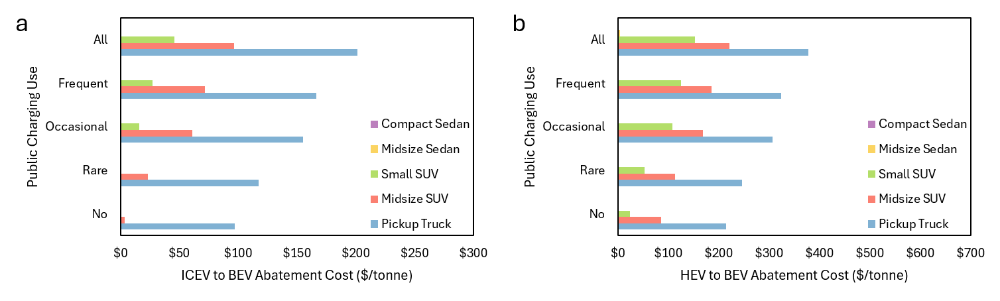 a
Public Charging Use
All
Frequent
Occasional
Rare
No
Compact Sedan
Midsize Sedan
Small SUV
Midsize SUV
Pickup Truck
$0 $50 $100 $150 $200 $250 $300
ICEV to BEV Abatement Cost ($/tonne)
b
Public Charging Use
All
Frequent
Occasional
Rare
No
Compact Sedan
Midsize Sedan
Small SUV
Midsize SUV
Pickup Truck
$0 $100 $200 $300 $400 $500 $600 $700
HEV to BEV Abatement Cost ($/tonne)